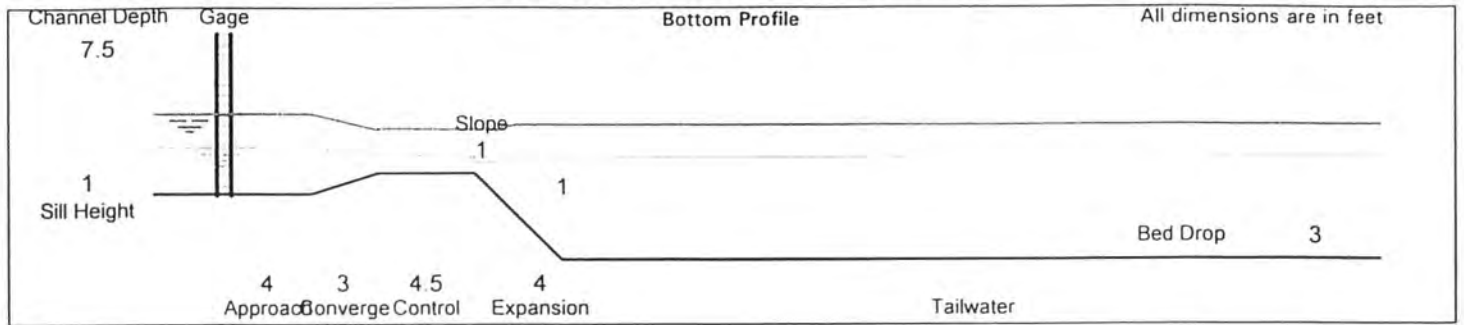 Channel Depth Gage Bottom Profile All dimensions are in feet
7.5
Slope
1
1 1
Sill Height
Bed Drop 3
4 3 4.5 4
Approach Converge Control Expansion Tailwater